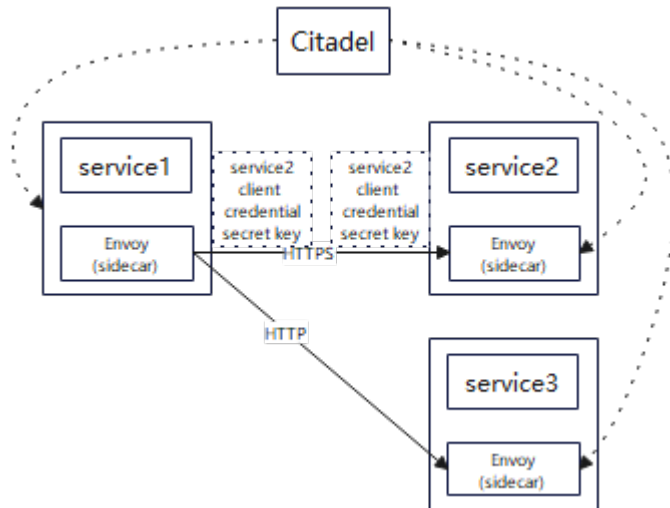 Citadel
service1
Envoy
(sidecar)
service2
client
credential
secret key
service2
client
credential
secret key
HTTPS
service2
Envoy
(sidecar)
HTTP
service3
Envoy
(sidecar)